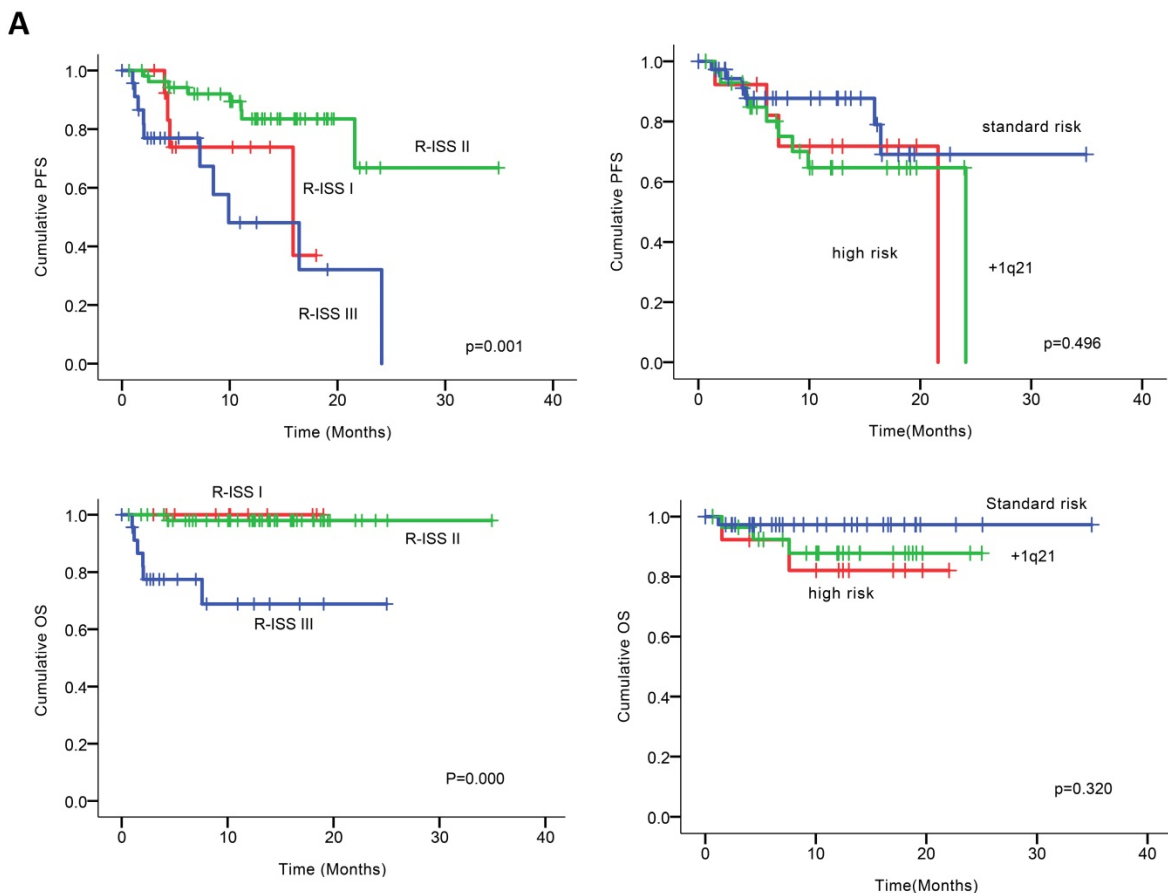 A
1.0
0.8
0.6
0.4
0.2
0.0
Cumulative PFS
R-ISS II
R-ISS I
R-ISS III
p=0.001
0 10 20 30 40
Time (Months)
1.0
0.8
0.6
0.4
0.2
0.0
Cumulative PFS
standard risk
high risk
+1q21
p=0.496
0 10 20 30 40
Time(Months)
1.0
0.8
0.6
0.4
0.2
0.0
Cumulative OS
R-ISS I
R-ISS II
R-ISS III
P=0.000
0 10 20 30 40
Time (Months)
1.0
0.8
0.6
0.4
0.2
0.0
Cumulative OS
Standard risk
+1q21
high risk
p=0.320
0 10 20 30 40
Time(Months)